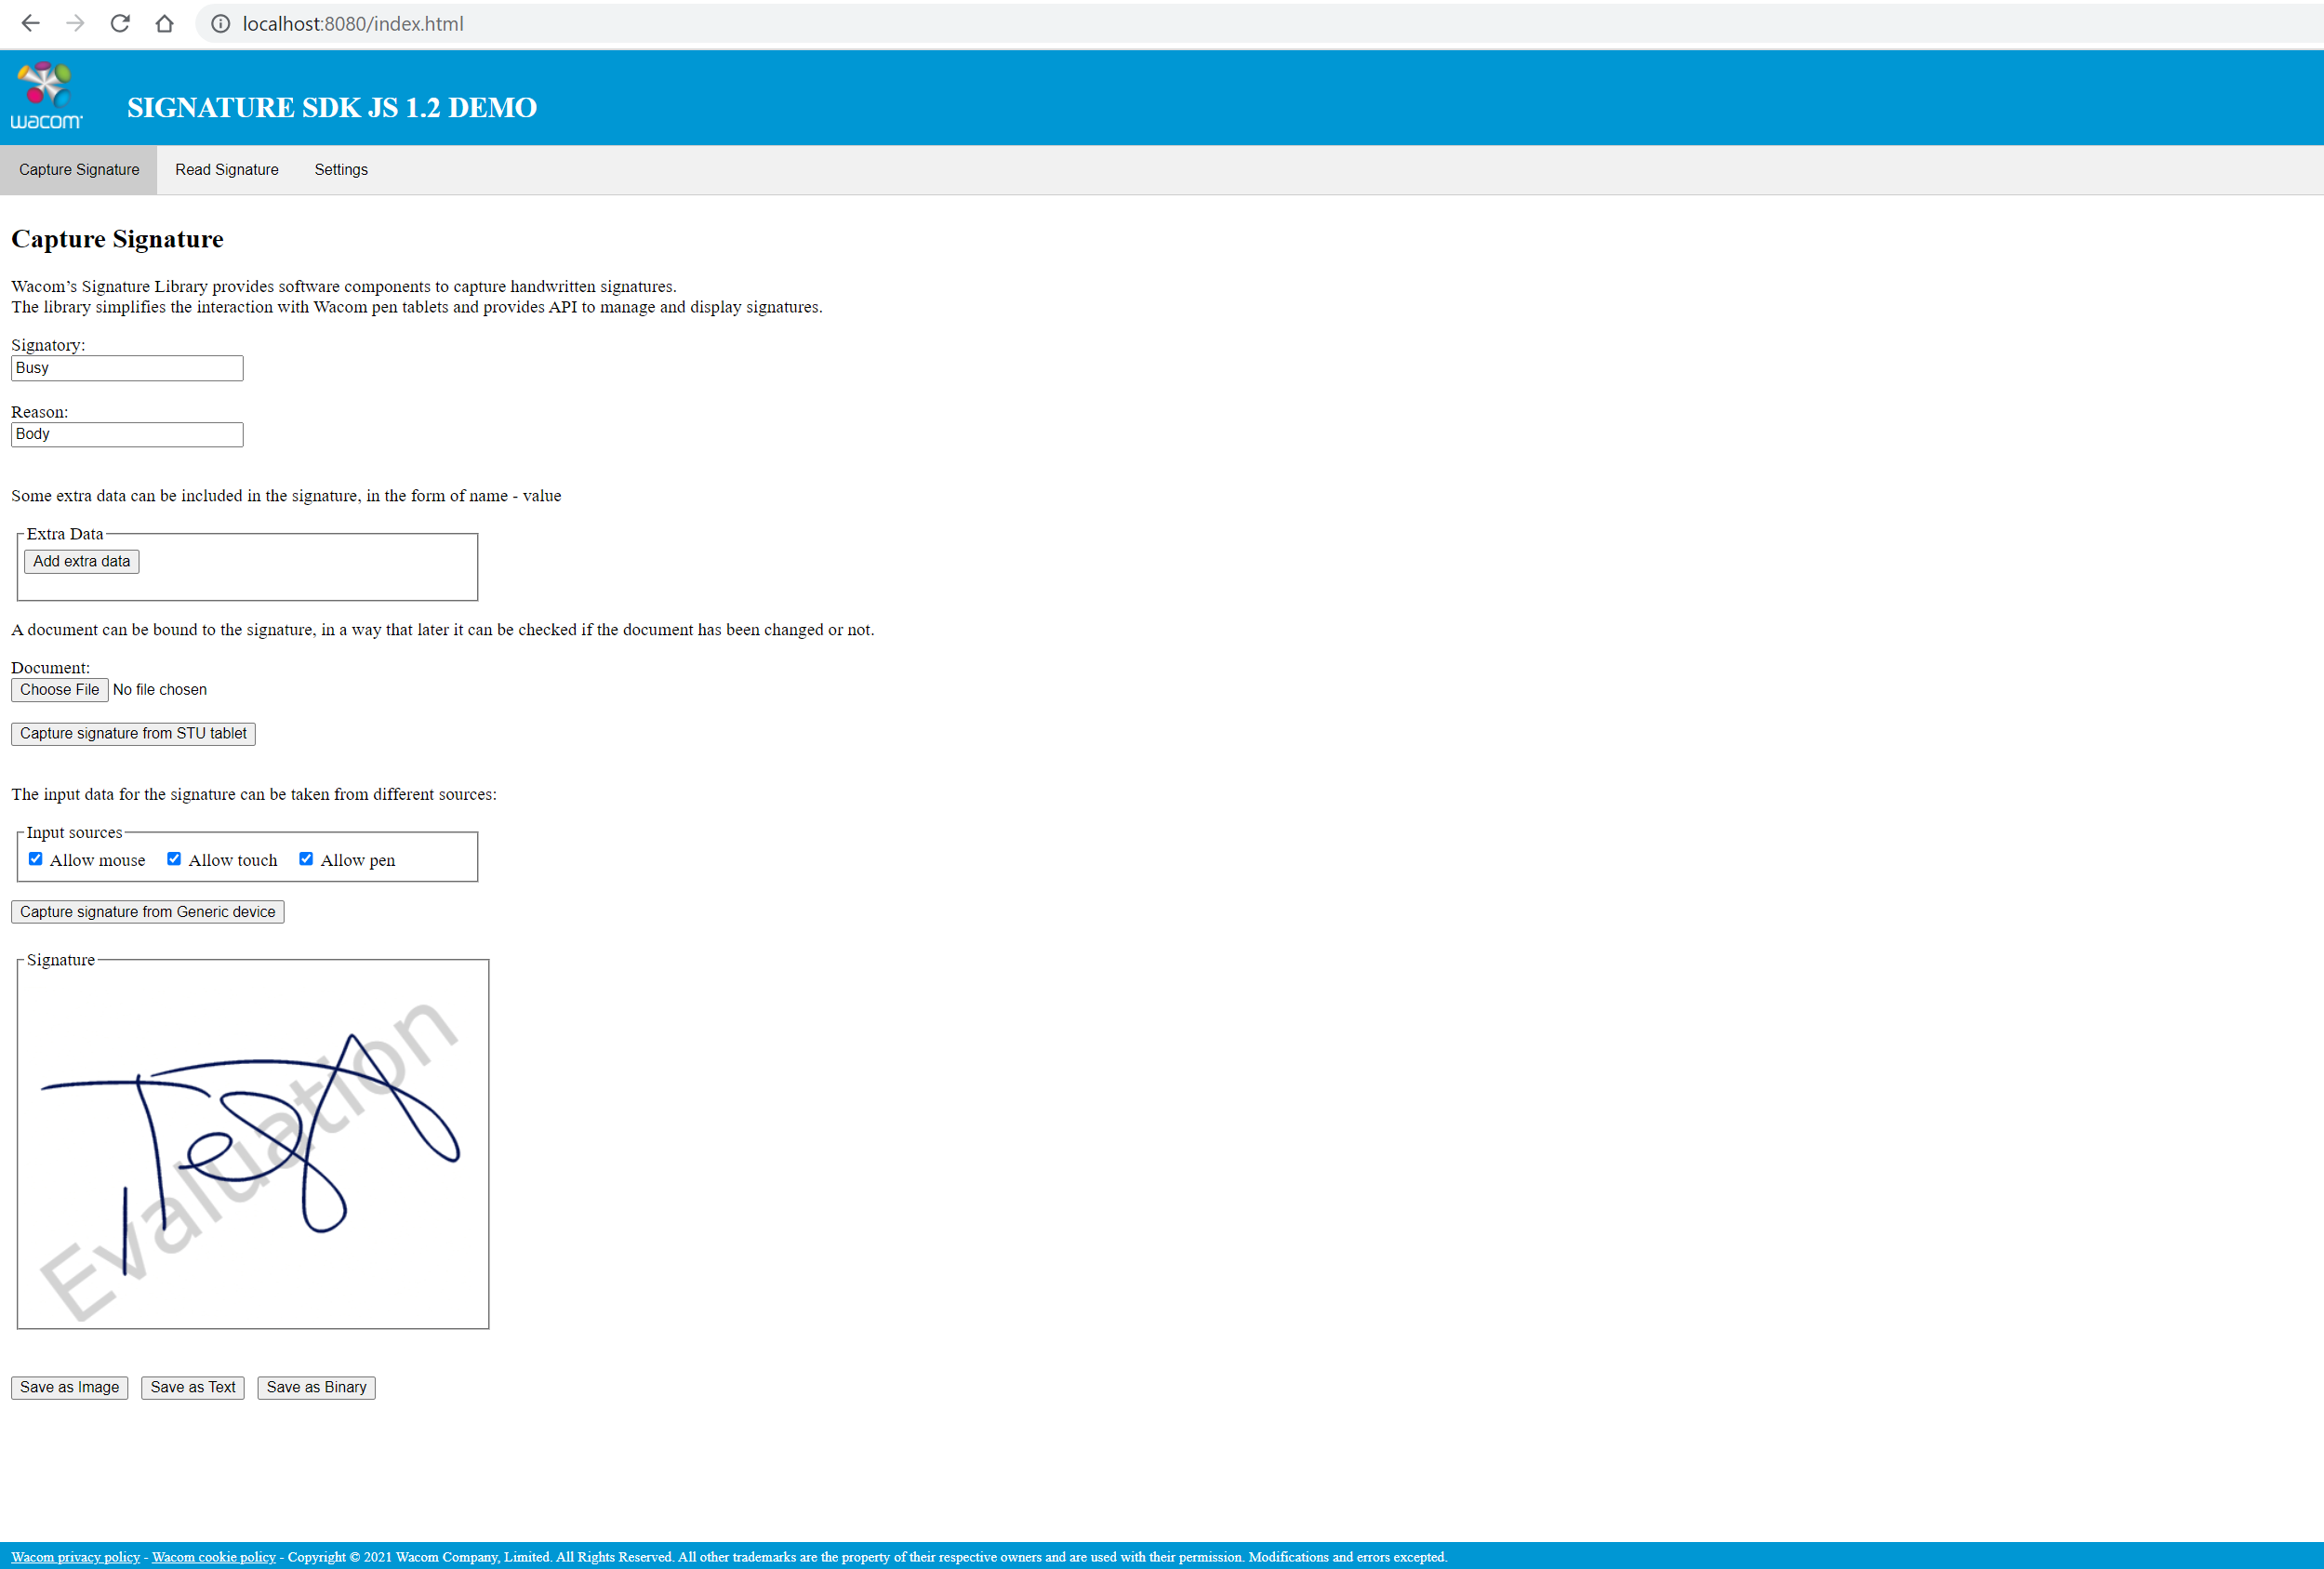 localhost:8080/index.html
wacom
SIGNATURE SDK JS 1.2 DEMO
Capture Signature Read Signature Settings
Capture Signature
Wacom’s Signature Library provides software components to capture handwritten signatures.
The library simplifies the interaction with Wacom pen tablets and provides API to manage and display signatures.
Signatory:
Busy
Reason:
Body
Some extra data can be included in the signature, in the form of name - value
Extra Data
Add extra data
A document can be bound to the signature, in a way that later it can be checked if the document has been changed or not.
Document:
Choose File No file chosen
Capture signature from STU tablet
The input data for the signature can be taken from different sources:
Input sources
Allow mouse Allow touch Allow pen
Capture signature from Generic device
Signature
Evaluation
Save as Image Save as Text Save as Binary
Wacom privacy policy - Wacom cookie policy - Copyright © 2021 Wacom Company, Limited. All Rights Reserved. All other trademarks are the property of their respective owners and are used with their permission. Modifications and errors excepted.